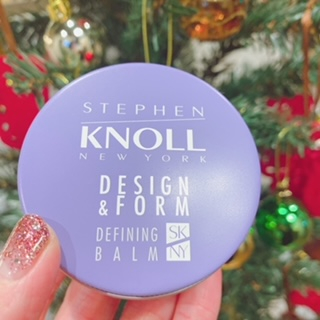 STEPHEN
KNOLL
NEW YORK
DESIGN
& FORM
DEFINING
BALM
SK
NY